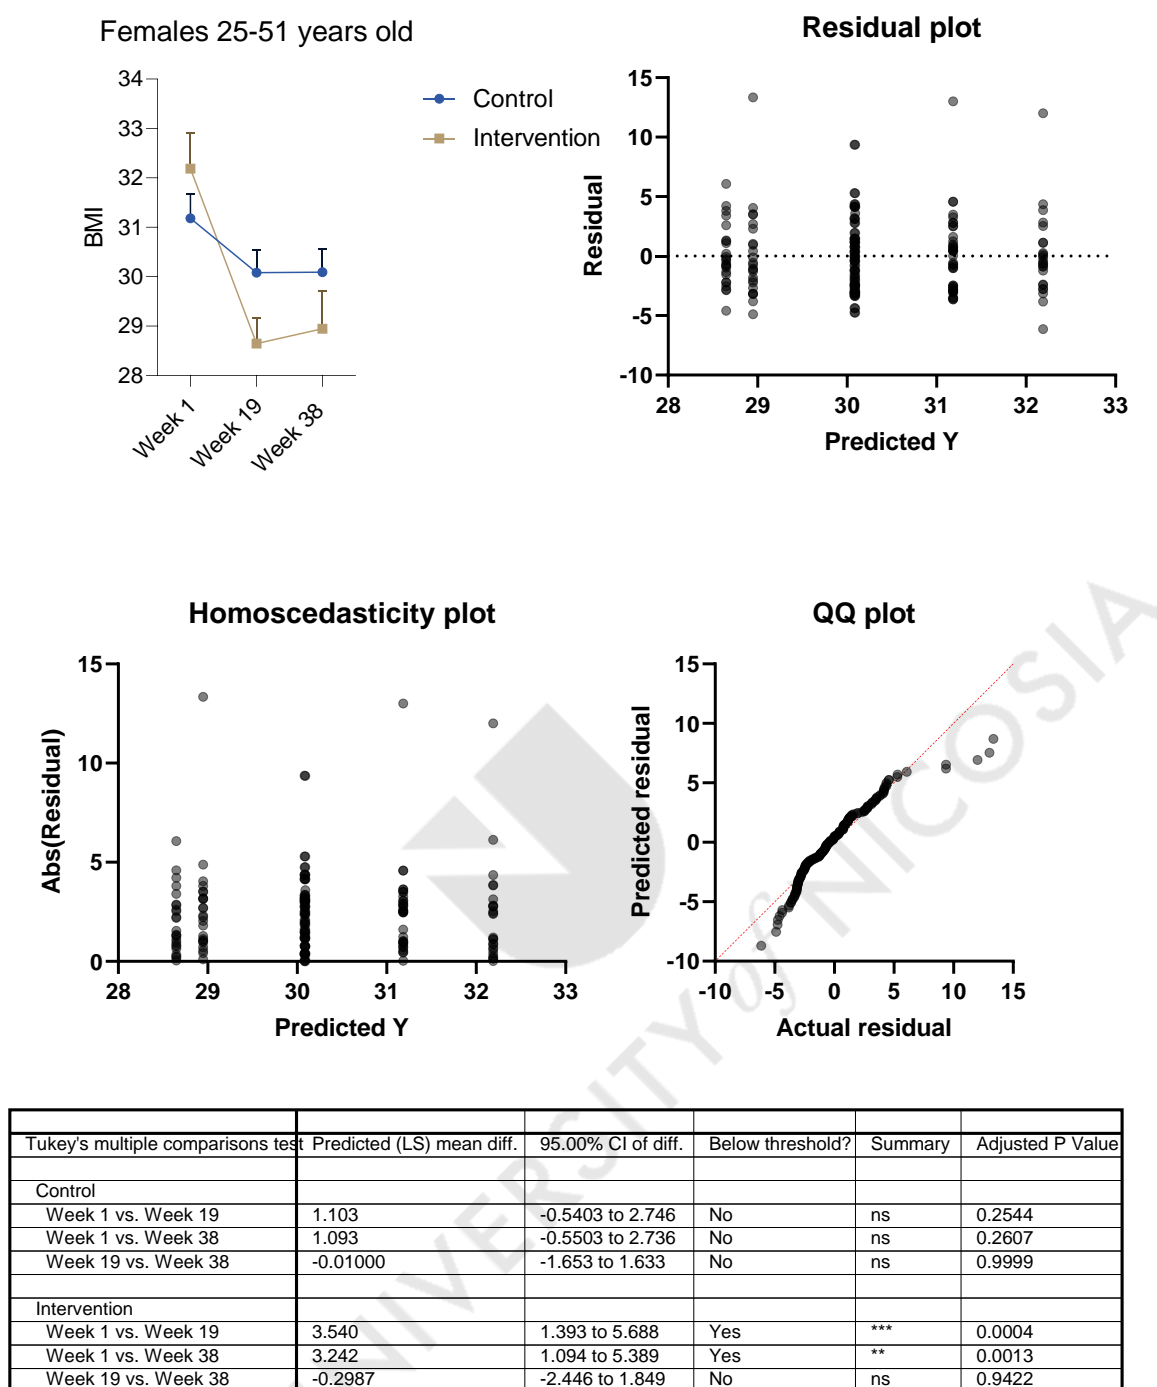 Females 25-51 years old
34
33
32
31
30
29
28
BMI
Week 1
Week 19
Week 38
Control
Intervention
Residual plot
15
10
5
0
-5
-10
Residual
28 29 30 31 32 33
Predicted Y
Homoscedasticity plot
15
10
5
0
Abs(Residual)
28 29 30 31 32 33
Predicted Y
QQ plot
15
10
5
0
-5
-10
Predicted residual
-10 -5 0 5 10 15
Actual residual
UNIVERSITY of NICOSIA
Tukey's multiple comparisons test Predicted (LS) mean diff. 95.00% CI of diff. Below threshold? Summary Adjusted P Value
Control
Week 1 vs. Week 19 1.103 -0.5403 to 2.746 No ns 0.2544
Week 1 vs. Week 38 1.093 -0.5503 to 2.736 No ns 0.2607
Week 19 vs. Week 38 -0.01000 -1.653 to 1.633 No ns 0.9999
Intervention
Week 1 vs. Week 19 3.540 1.393 to 5.688 Yes *** 0.0004
Week 1 vs. Week 38 3.242 1.094 to 5.389 Yes ** 0.0013
Week 19 vs. Week 38 -0.2987 -2.446 to 1.849 No ns 0.9422